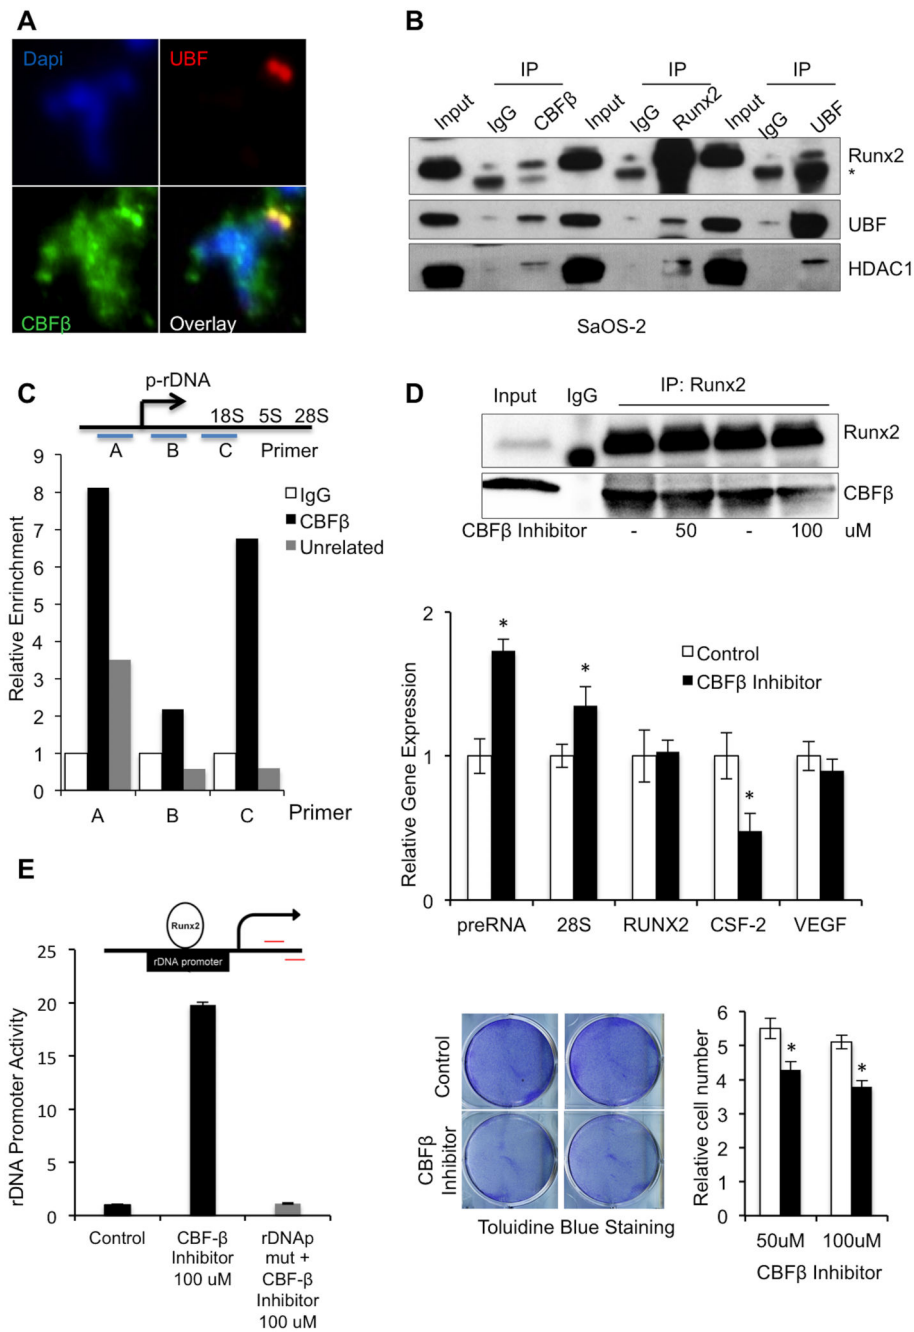 A
Dapi
UBF
CBFβ
Overlay
B
IP
IP
IP
Input
IgG
CBFβ
Input
IgG
Runx2
Input
IgG
UBF
Runx2
*
UBF
HDAC1
SaOS-2
C
p-rDNA
18S 5S 28S
A B C Primer
Relative Enrinchment
9
8
7
6
5
4
3
2
1
0
IgG
CBFβ
Unrelated
A B C Primer
D
Input IgG IP: Runx2
Runx2
CBFβ
CBFβ Inhibitor - 50 - 100 uM
Relative Gene Expression
2
1
0
* * *
Control
CBFβ Inhibitor
preRNA 28S RUNX2 CSF-2 VEGF
E
Runx2
rDNA promoter
rDNA Promoter Activity
25
20
15
10
5
0
Control
CBF-β
Inhibitor
100 uM
rDNAp
mut +
CBF-β
Inhibitor
100 uM
Control
CBFβ
Inhibitor
Toluidine Blue Staining
Relative cell number
6
5
4
3
2
1
0
* *
50uM 100uM
CBFβ Inhibitor